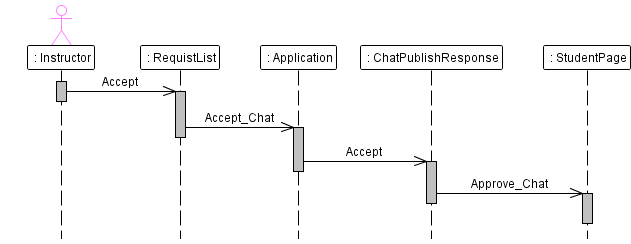 : Instructor
: RequistList
: Application
: ChatPublishResponse
: StudentPage
Accept
Accept_Chat
Accept
Approve_Chat